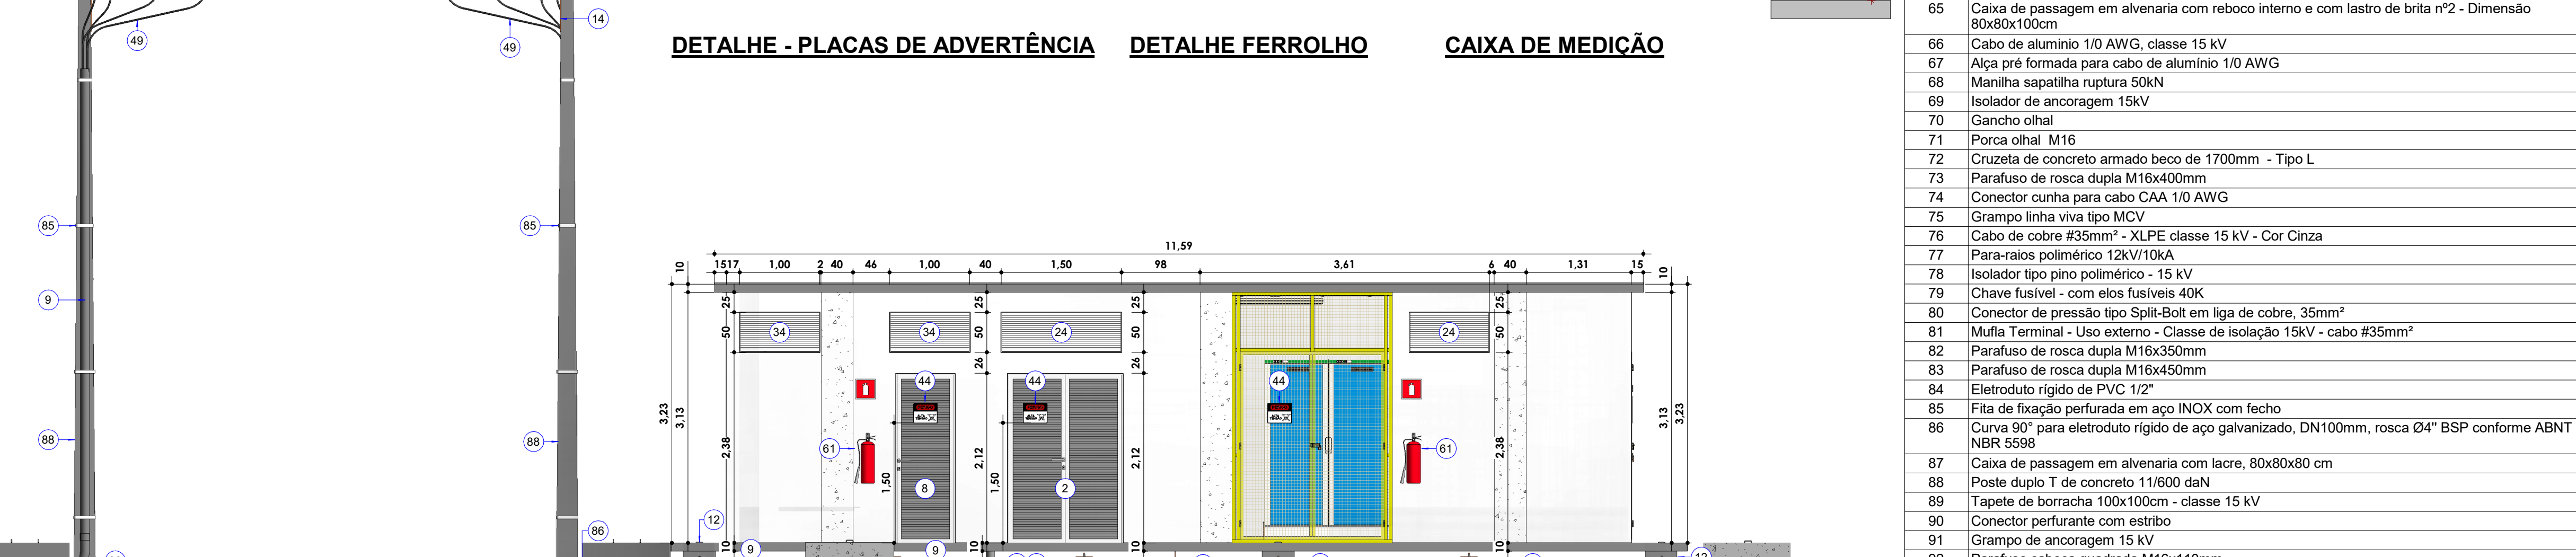 49
49
14
DETALHE - PLACAS DE ADVERTÊNCIA
DETALHE FERROLHO
CAIXA DE MEDIÇÃO
85
9
88
85
88
86
12
11,59
10
15
17
1,00
2
40
46
1,00
40
1,50
98
3,61
6
40
1,31
15
10
25
25
25
25
50
34
34
50
24
50
24
50
26
26
44
44
44
3,23
3,13
2,38
61
1,50
8
2,12
1,50
2
2,12
61
2,38
3,13
3,23
10
9
9
10
10
10
65 Caixa de passagem em alvenaria com reboco interno e com lastro de brita nº2 - Dimensão
80x80x100cm
66 Cabo de aluminio 1/0 AWG, classe 15 kV
67 Alça pré formada para cabo de alumínio 1/0 AWG
68 Manilha sapatilha ruptura 50kN
69 Isolador de ancoragem 15kV
70 Gancho olhal
71 Porca olhal M16
72 Cruzeta de concreto armado beco de 1700mm - Tipo L
73 Parafuso de rosca dupla M16x400mm
74 Conector cunha para cabo CAA 1/0 AWG
75 Grampo linha viva tipo MCV
76 Cabo de cobre #35mm² - XLPE classe 15 kV - Cor Cinza
77 Para-raios polimérico 12kV/10kA
78 Isolador tipo pino polimérico - 15 kV
79 Chave fusível - com elos fusíveis 40K
80 Conector de pressão tipo Split-Bolt em liga de cobre, 35mm²
81 Mufla Terminal - Uso externo - Classe de isolação 15kV - cabo #35mm²
82 Parafuso de rosca dupla M16x350mm
83 Parafuso de rosca dupla M16x450mm
84 Eletroduto rígido de PVC 1/2"
85 Fita de fixação perfurada em aço INOX com fecho
86 Curva 90° para eletroduto rígido de aço galvanizado, DN100mm, rosca Ø4" BSP conforme ABNT
NBR 5598
87 Caixa de passagem em alvenaria com lacre, 80x80x80 cm
88 Poste duplo T de concreto 11/600 daN
89 Tapete de borracha 100x100cm - classe 15 kV
90 Conector perfurante com estribo
91 Grampo de ancoragem 15 kV